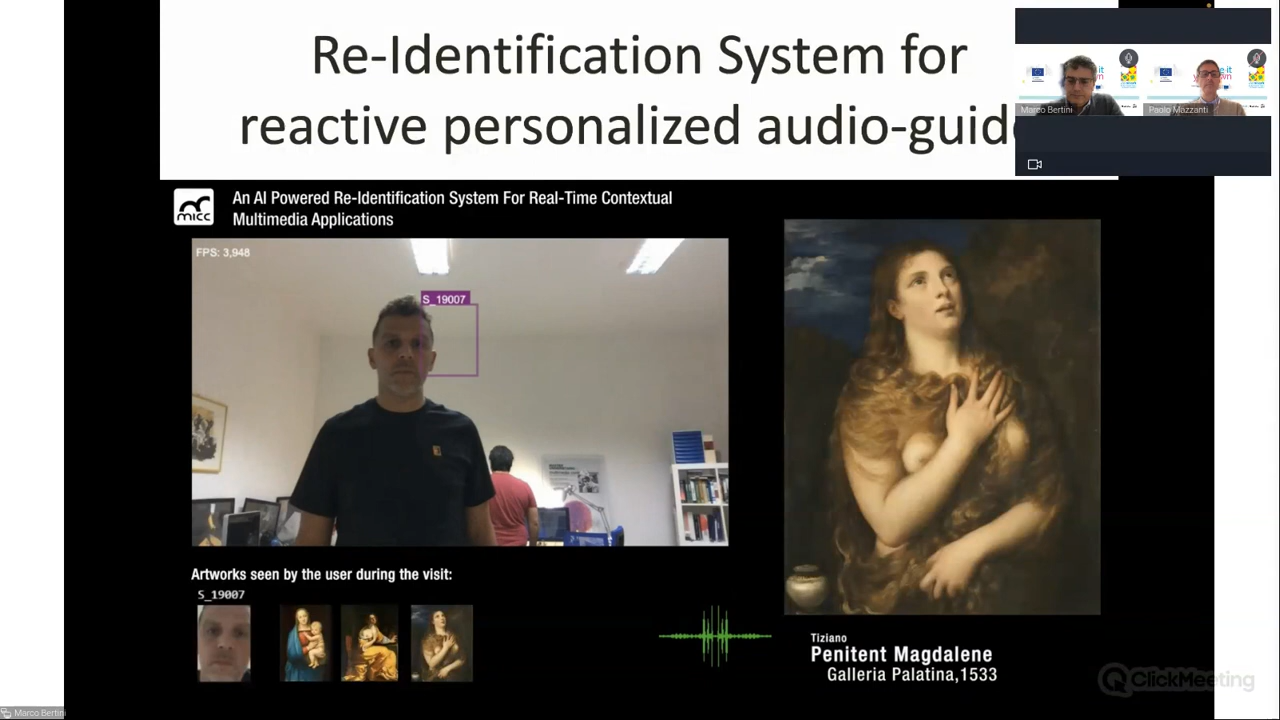 Re-Identification System for
reactive personalized audio-guid
Marco Bertini
Paolo Mazzanti
micc
An AI Powered Re-Identification System For Real-Time Contextual
Multimedia Applications
FPS: 3,948
S_19007
Artworks seen by the user during the visit:
S_19007
Tiziano
Penitent Magdalene
Galleria Palatina,1533
ClickMeeting
Marco Bertin